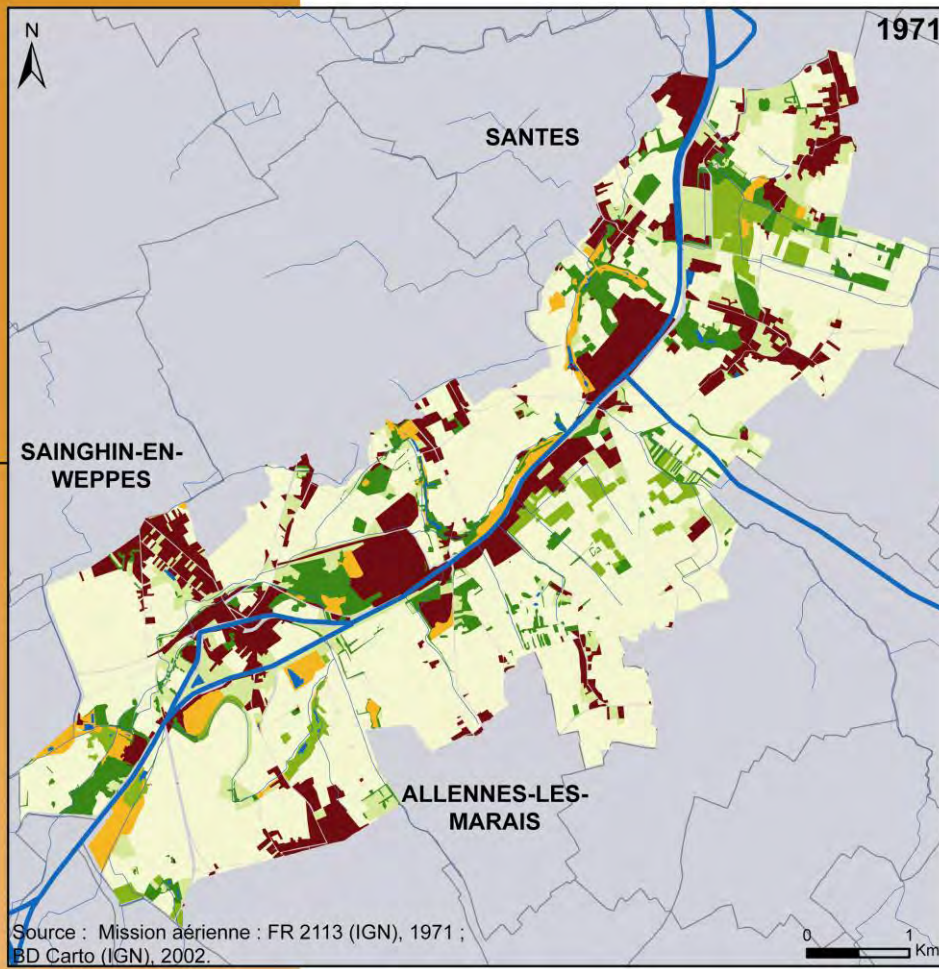 1971
N
SANTES
SAINGHIN-EN-
WEPPES
ALLENNES-LES-
MARAIS
Source : Mission aérienne : FR 2113 (IGN), 1971 ;
BD Carto (IGN), 2002.
0 1
Km